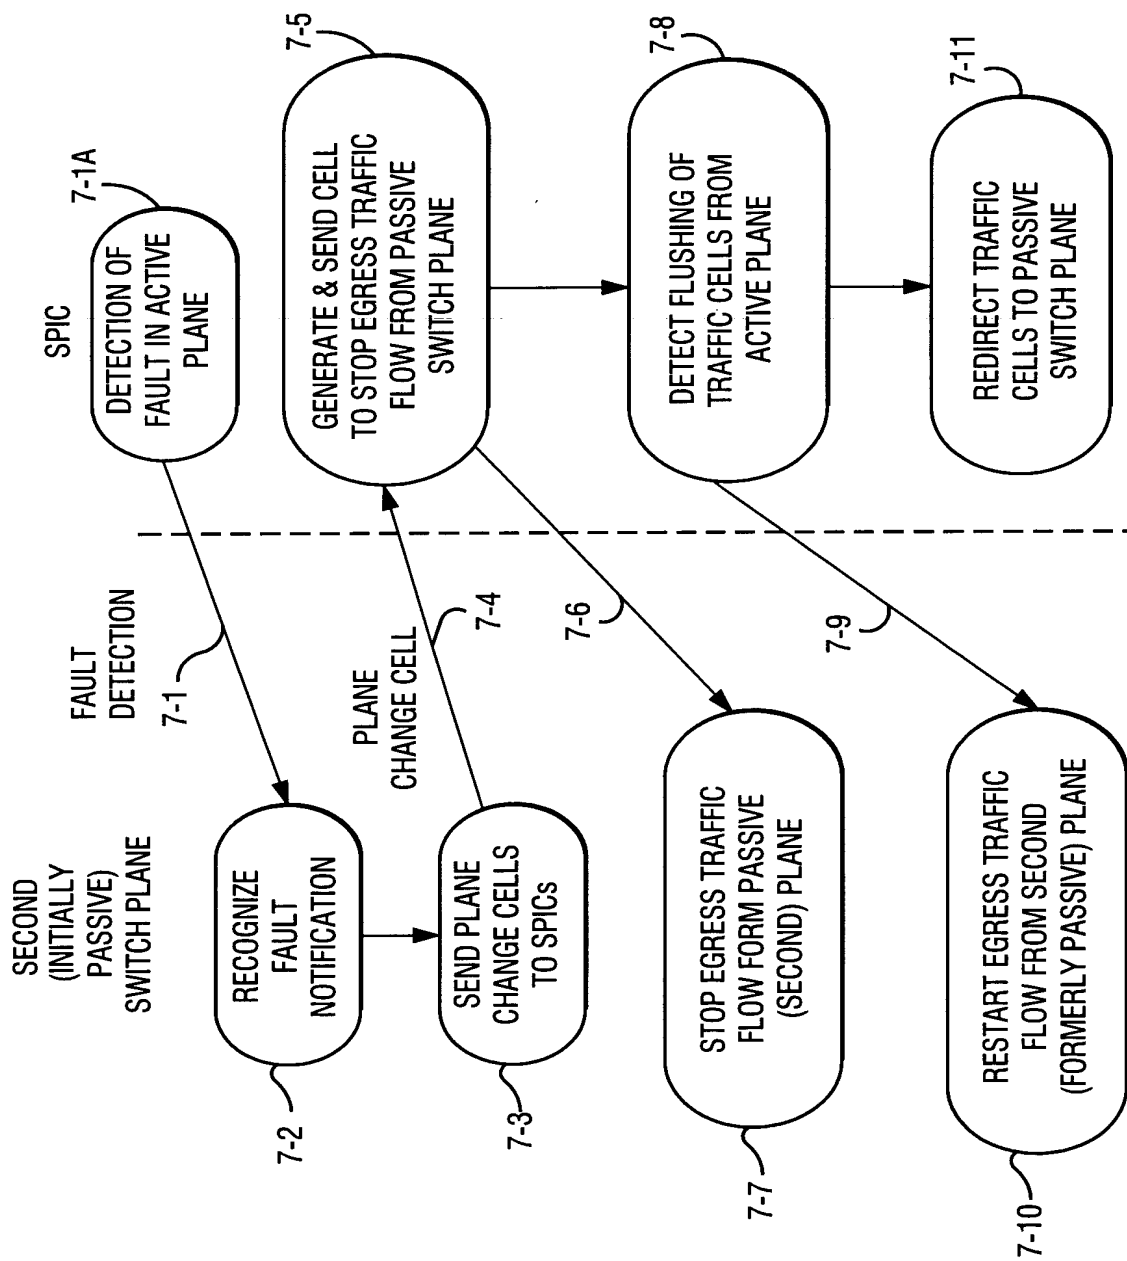 SECOND
(INITIALLY
PASSIVE)
SWITCH PLANE
FAULT
DETECTION
SPIC
7-1A
DETECTION OF
FAULT IN ACTIVE
PLANE
7-1
RECOGNIZE
FAULT
NOTIFICATION
7-2
SEND PLANE
CHANGE CELLS
TO SPICs
7-3
PLANE
CHANGE CELL
7-4
GENERATE & SEND CELL
TO STOP EGRESS TRAFFIC
FLOW FROM PASSIVE
SWITCH PLANE
7-5
7-6
STOP EGRESS TRAFFIC
FLOW FORM PASSIVE
(SECOND) PLANE
7-7
DETECT FLUSHING OF
TRAFFIC CELLS FROM
ACTIVE PLANE
7-8
7-9
RESTART EGRESS TRAFFIC
FLOW FROM SECOND
(FORMERLY PASSIVE) PLANE
7-10
REDIRECT TRAFFIC
CELLS TO PASSIVE
SWITCH PLANE
7-11